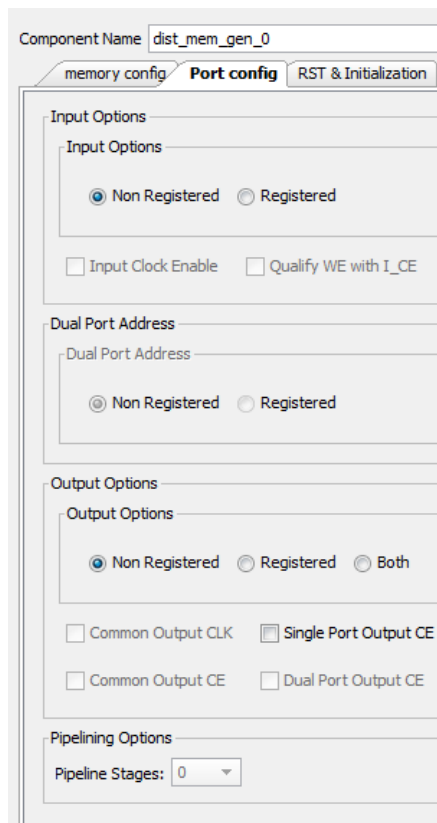 Component Name dist_mem_gen_0
memory config Port config RST & Initialization
Input Options
Input Options
Non Registered Registered
Input Clock Enable Qualify WE with I_CE
Dual Port Address
Dual Port Address
Non Registered Registered
Output Options
Output Options
Non Registered Registered Both
Common Output CLK Single Port Output CE
Common Output CE Dual Port Output CE
Pipelining Options
Pipeline Stages: 0